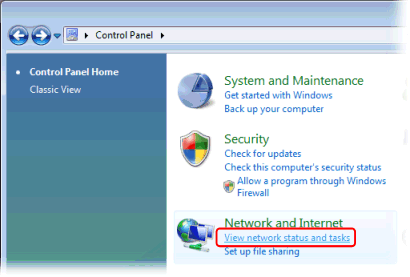 Control Panel
Control Panel Home
Classic View
System and Maintenance
Get started with Windows
Back up your computer
Security
Check for updates
Check this computer's security status
Allow a program through Windows
Firewall
Network and Internet
View network status and tasks
Set up file sharing